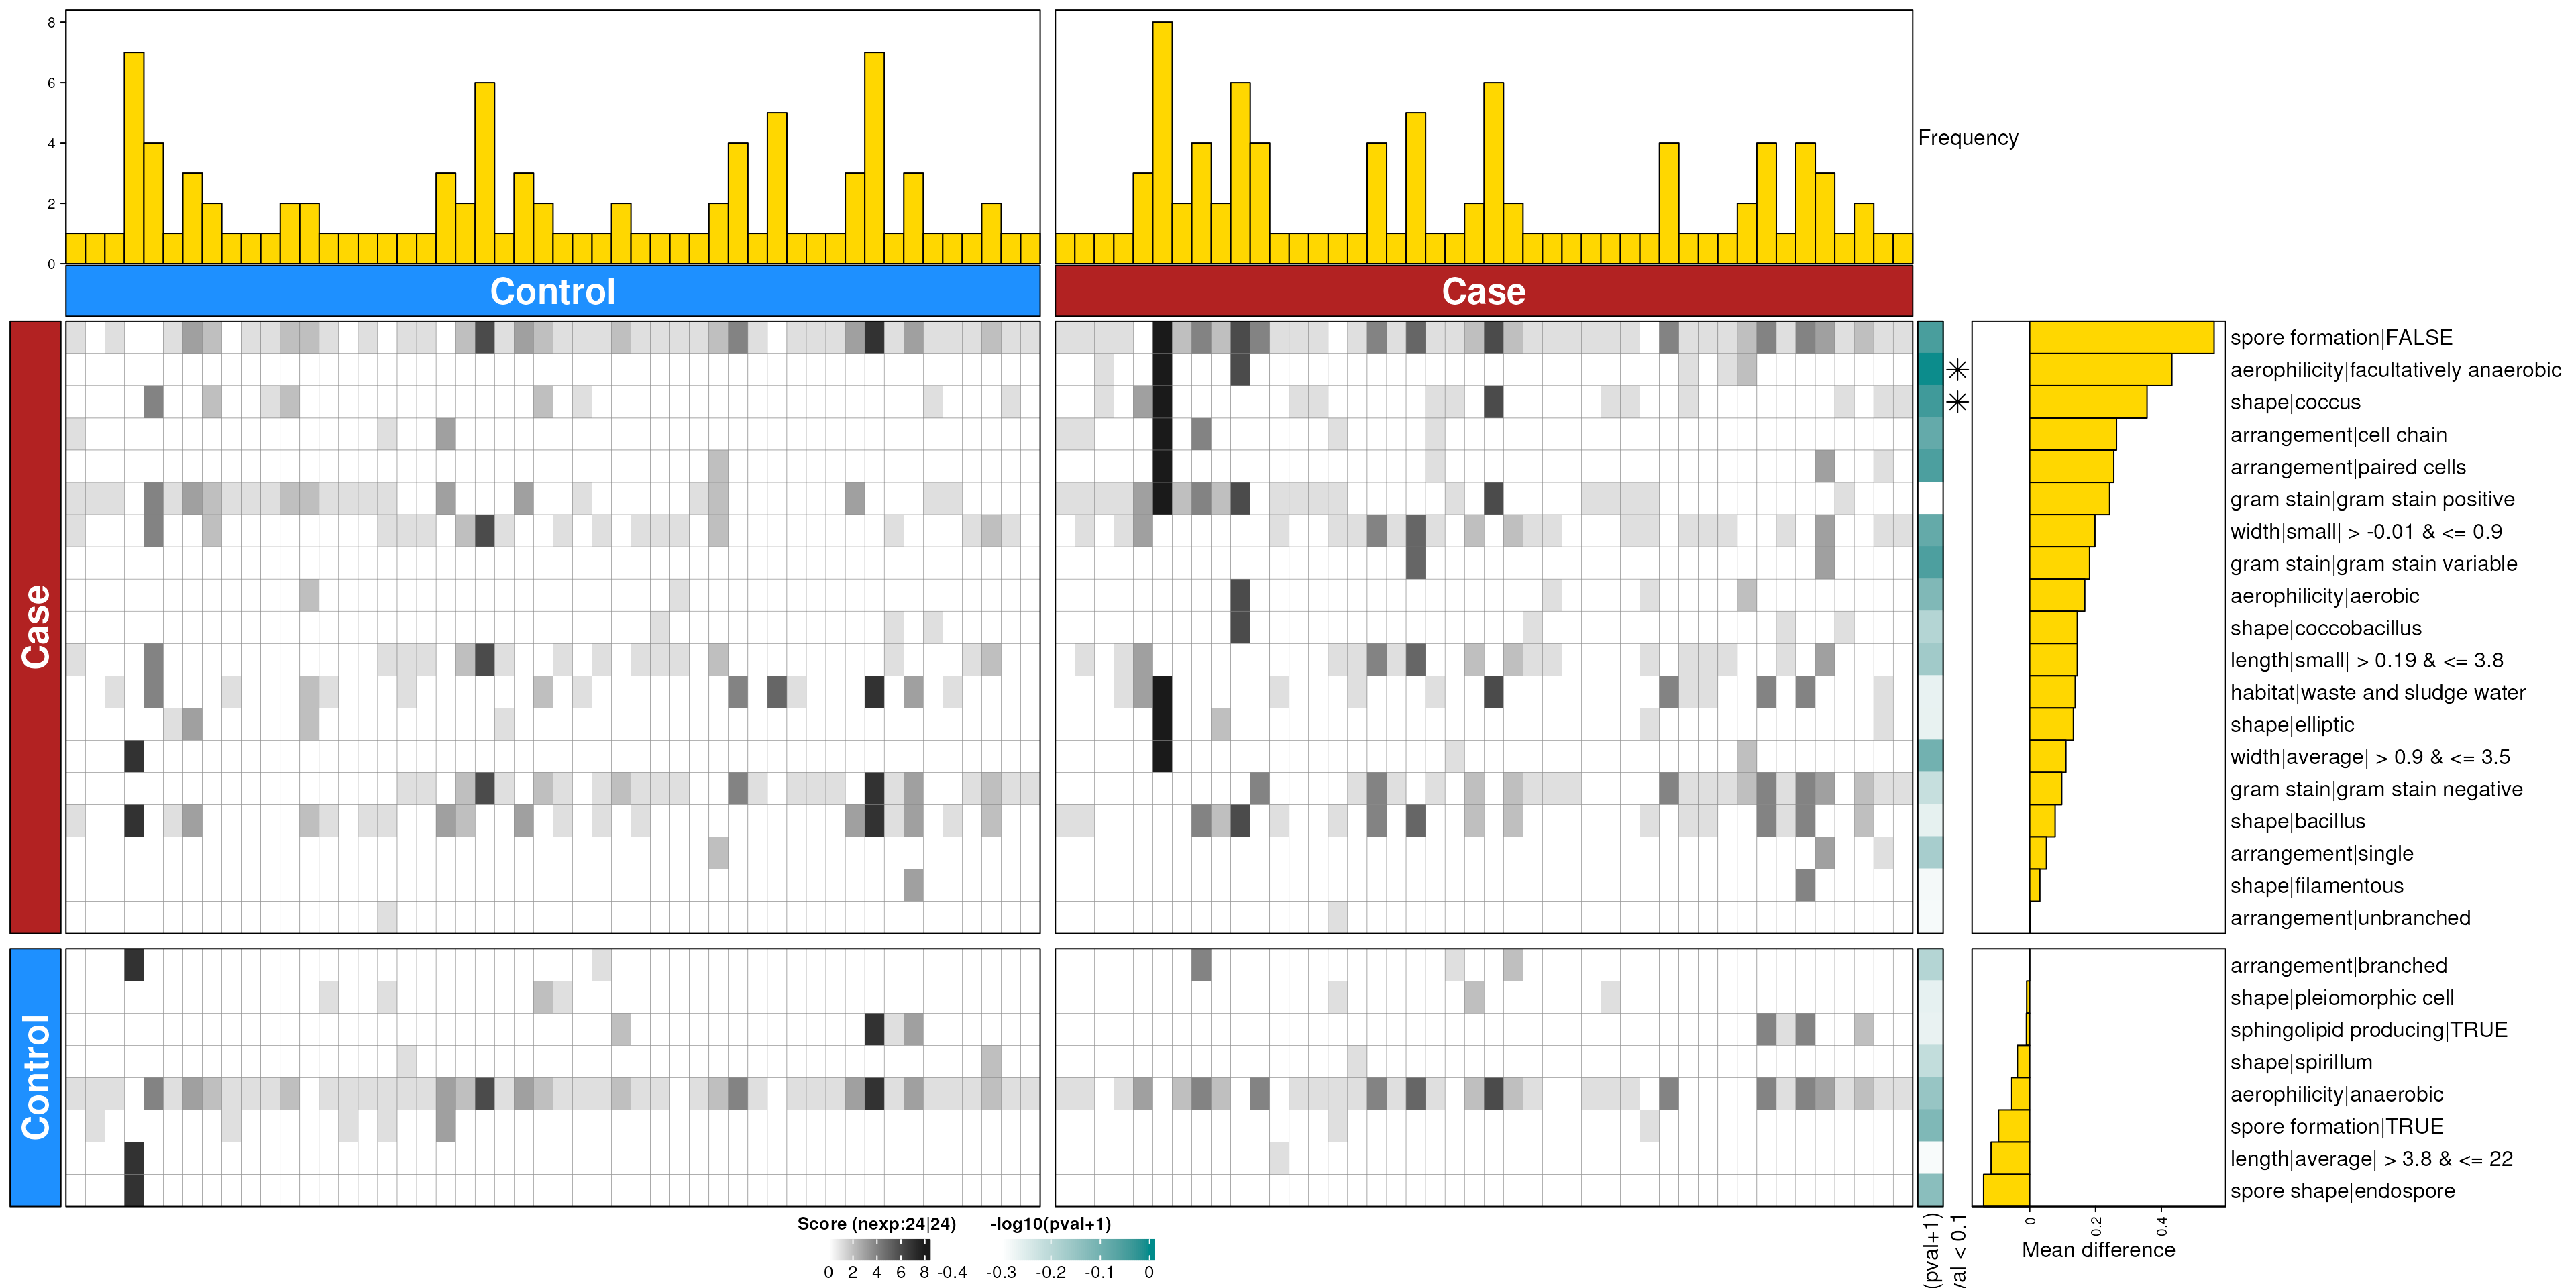 8
6
4
2
0
Frequency
Control
Case
Case
spore formation|FALSE
aerophilicity|facultatively anaerobic
shape|coccus
arrangement|cell chain
arrangement|paired cells
gram stain|gram stain positive
width|small| > -0.01 & <= 0.9
gram stain|gram stain variable
aerophilicity|aerobic
shape|coccobacillus
length|small| > 0.19 & <= 3.8
habitat|waste and sludge water
shape|elliptic
width|average| > 0.9 & <= 3.5
gram stain|gram stain negative
shape|bacillus
arrangement|single
shape|filamentous
arrangement|unbranched
Control
arrangement|branched
shape|pleiomorphic cell
sphingolipid producing|TRUE
shape|spirillum
aerophilicity|anaerobic
spore formation|TRUE
length|average| > 3.8 & <= 22
spore shape|endospore
(pval+1)
val < 0.1
0 0.2 0.4
Mean difference
Score (nexp:24|24) -log10(pval+1)
0 2 4 6 8 -0.4 -0.3 -0.2 -0.1 0